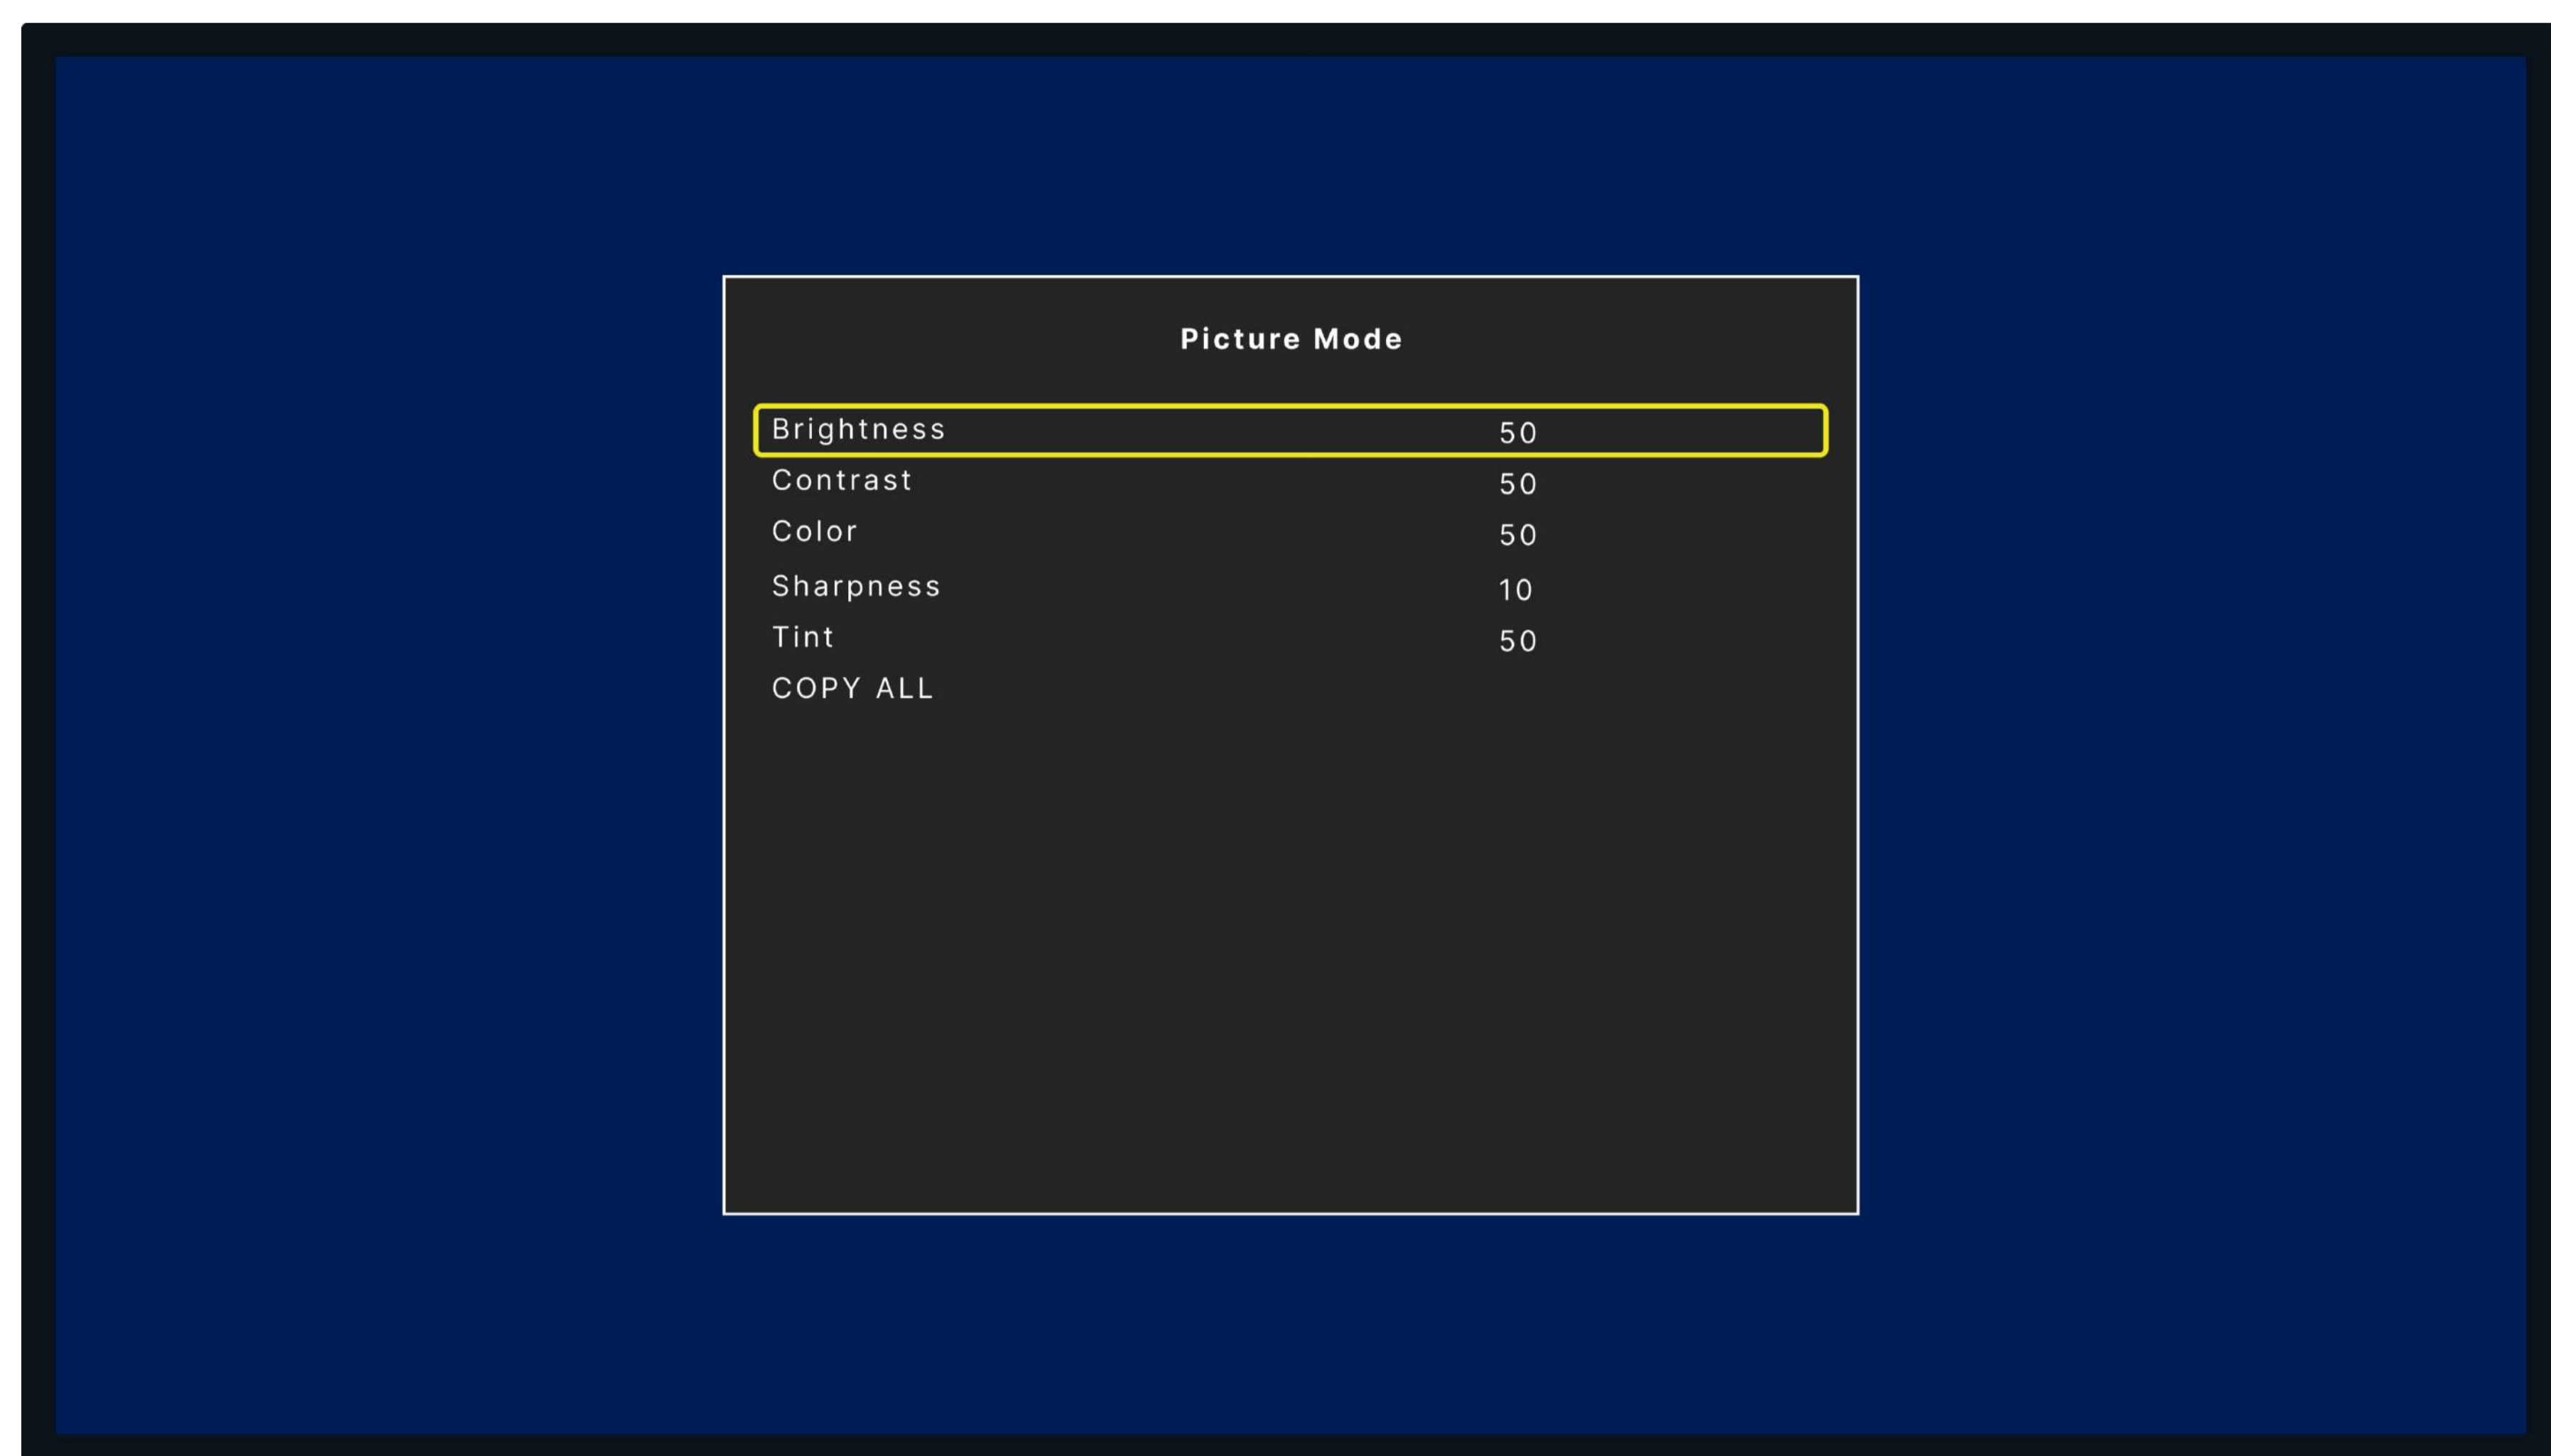 Picture Mode
Brightness 50
Contrast 50
Color 50
Sharpness 10
Tint 50
COPY ALL